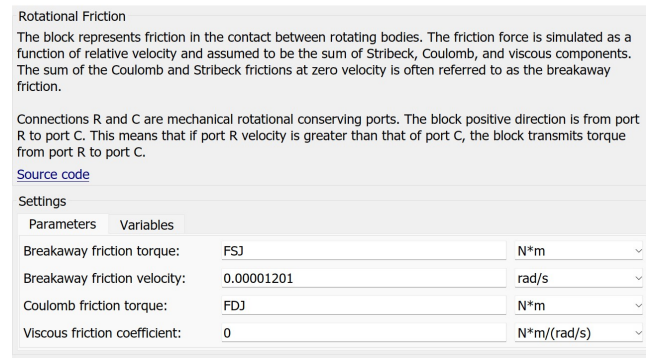 Rotational Friction
The block represents friction in the contact between rotating bodies. The friction force is simulated as a
function of relative velocity and assumed to be the sum of Stribeck, Coulomb, and viscous components.
The sum of the Coulomb and Stribeck frictions at zero velocity is often referred to as the breakaway
friction.
Connections R and C are mechanical rotational conserving ports. The block positive direction is from port
R to port C. This means that if port R velocity is greater than that of port C, the block transmits torque
from port R to port C.
Source code
Settings
Parameters Variables
Breakaway friction torque: FSJ N*m
Breakaway friction velocity: 0.00001201 rad/s
Coulomb friction torque: FDJ N*m
Viscous friction coefficient: 0 N*m/(rad/s)